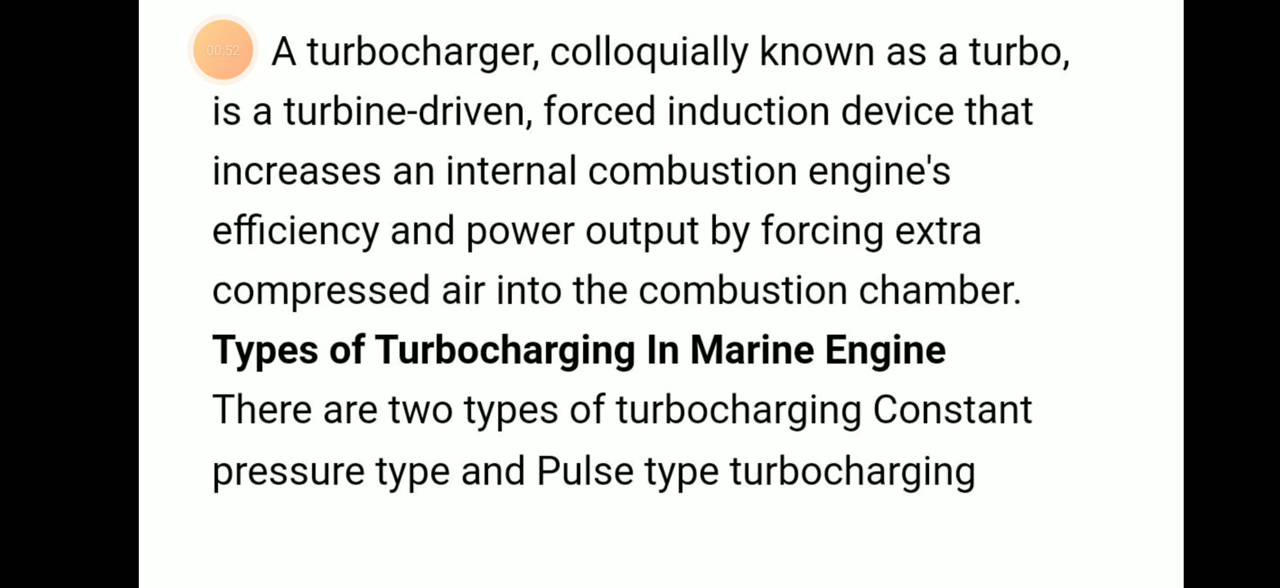 00:52
A turbocharger, colloquially known as a turbo,
is a turbine-driven, forced induction device that
increases an internal combustion engine's
efficiency and power output by forcing extra
compressed air into the combustion chamber.
Types of Turbocharging In Marine Engine
There are two types of turbocharging Constant
pressure type and Pulse type turbocharging